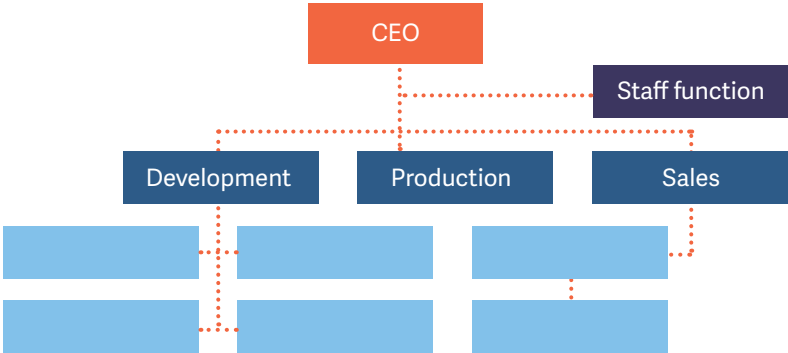 CEO
Staff function
Development
Production
Sales